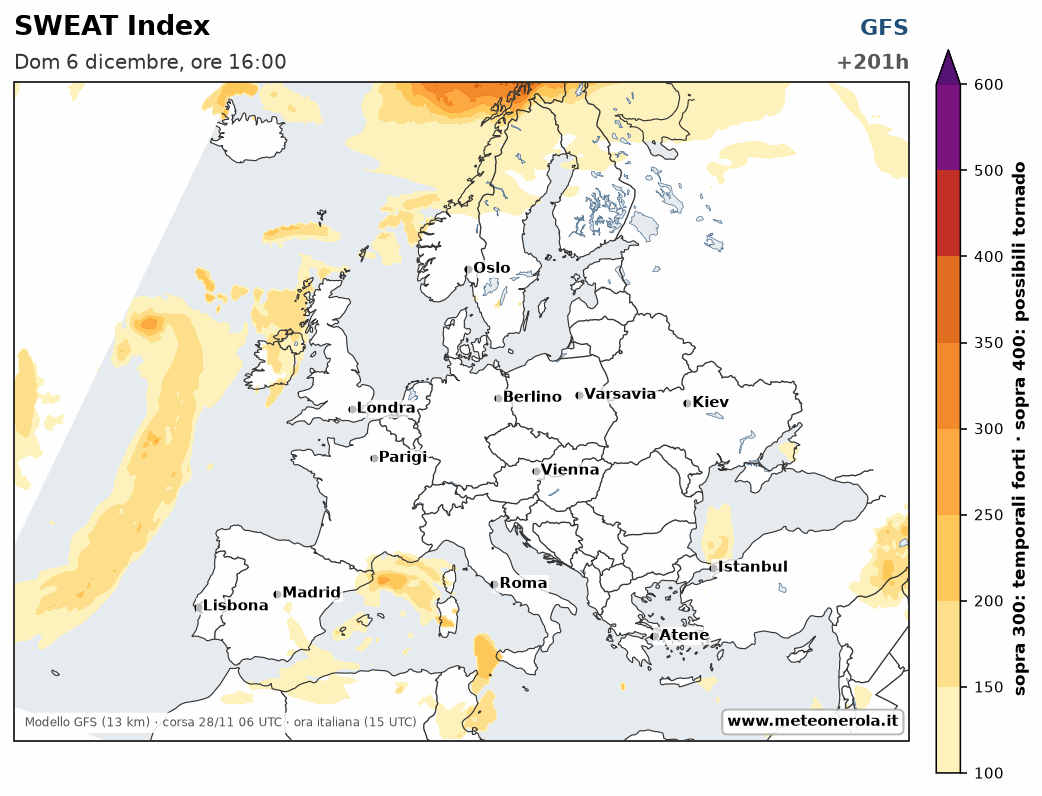 SWEAT Index
GFS
Dom 6 dicembre, ore 16:00
+201h
600
500
400
350
300
250
200
150
100
sopra 300: temporali forti · sopra 400: possibili tornado
Oslo
Berlino
Varsavia
Kiev
Londra
Parigi
Vienna
Istanbul
Roma
Madrid
Lisbona
Atene
Modello GFS (13 km) · corsa 28/11 06 UTC · ora italiana (15 UTC)
www.meteonerola.it